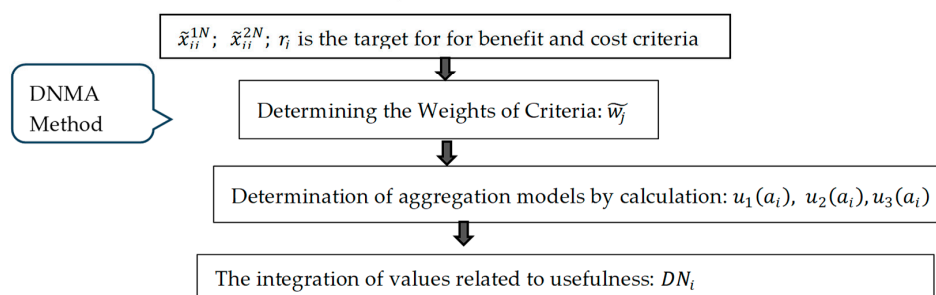 x̃ᵢᵢ¹ᴺ; x̃ᵢᵢ²ᴺ; rᵢ is the target for for benefit and cost criteria
DNMA
Method
Determining the Weights of Criteria: w̃ⱼ
Determination of aggregation models by calculation: u₁(aᵢ), u₂(aᵢ), u₃(aᵢ)
The integration of values related to usefulness: DNᵢ